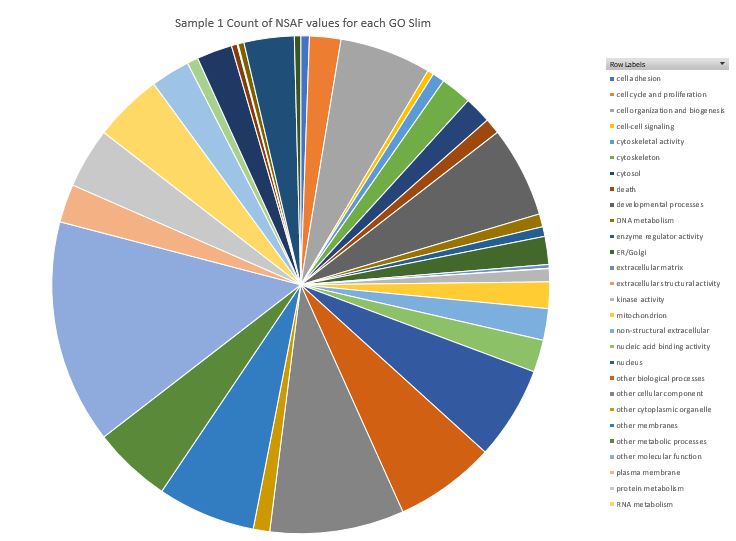 Sample 1 Count of NSAF values for each GO Slim
Row Labels
cell adhesion
cell cycle and proliferation
cell organization and biogenesis
cell-cell signaling
cytoskeletal activity
cytoskeleton
cytosol
death
developmental processes
DNA metabolism
enzyme regulator activity
ER/Golgi
extracellular matrix
extracellular structural activity
kinase activity
mitochondrion
non-structural extracellular
nucleic acid binding activity
nucleus
other biological processes
other cellular component
other cytoplasmic organelle
other membranes
other metabolic processes
other molecular function
plasma membrane
protein metabolism
RNA metabolism